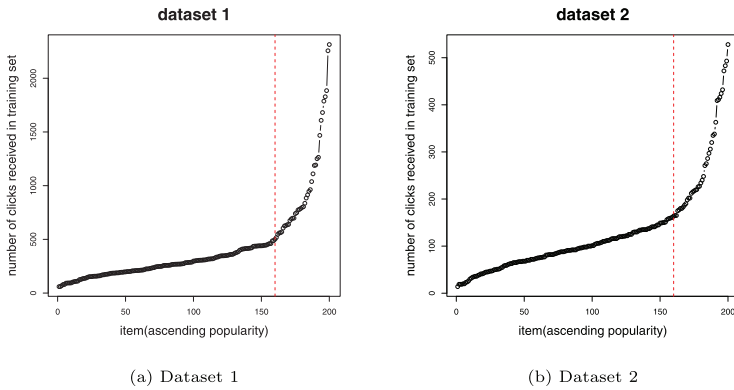 dataset 1
number of clicks received in training set
0
500
1000
1500
2000
0
50
100
150
200
item(ascending popularity)
(a) Dataset 1
dataset 2
number of clicks received in training set
0
100
200
300
400
500
0
50
100
150
200
item(ascending popularity)
(b) Dataset 2